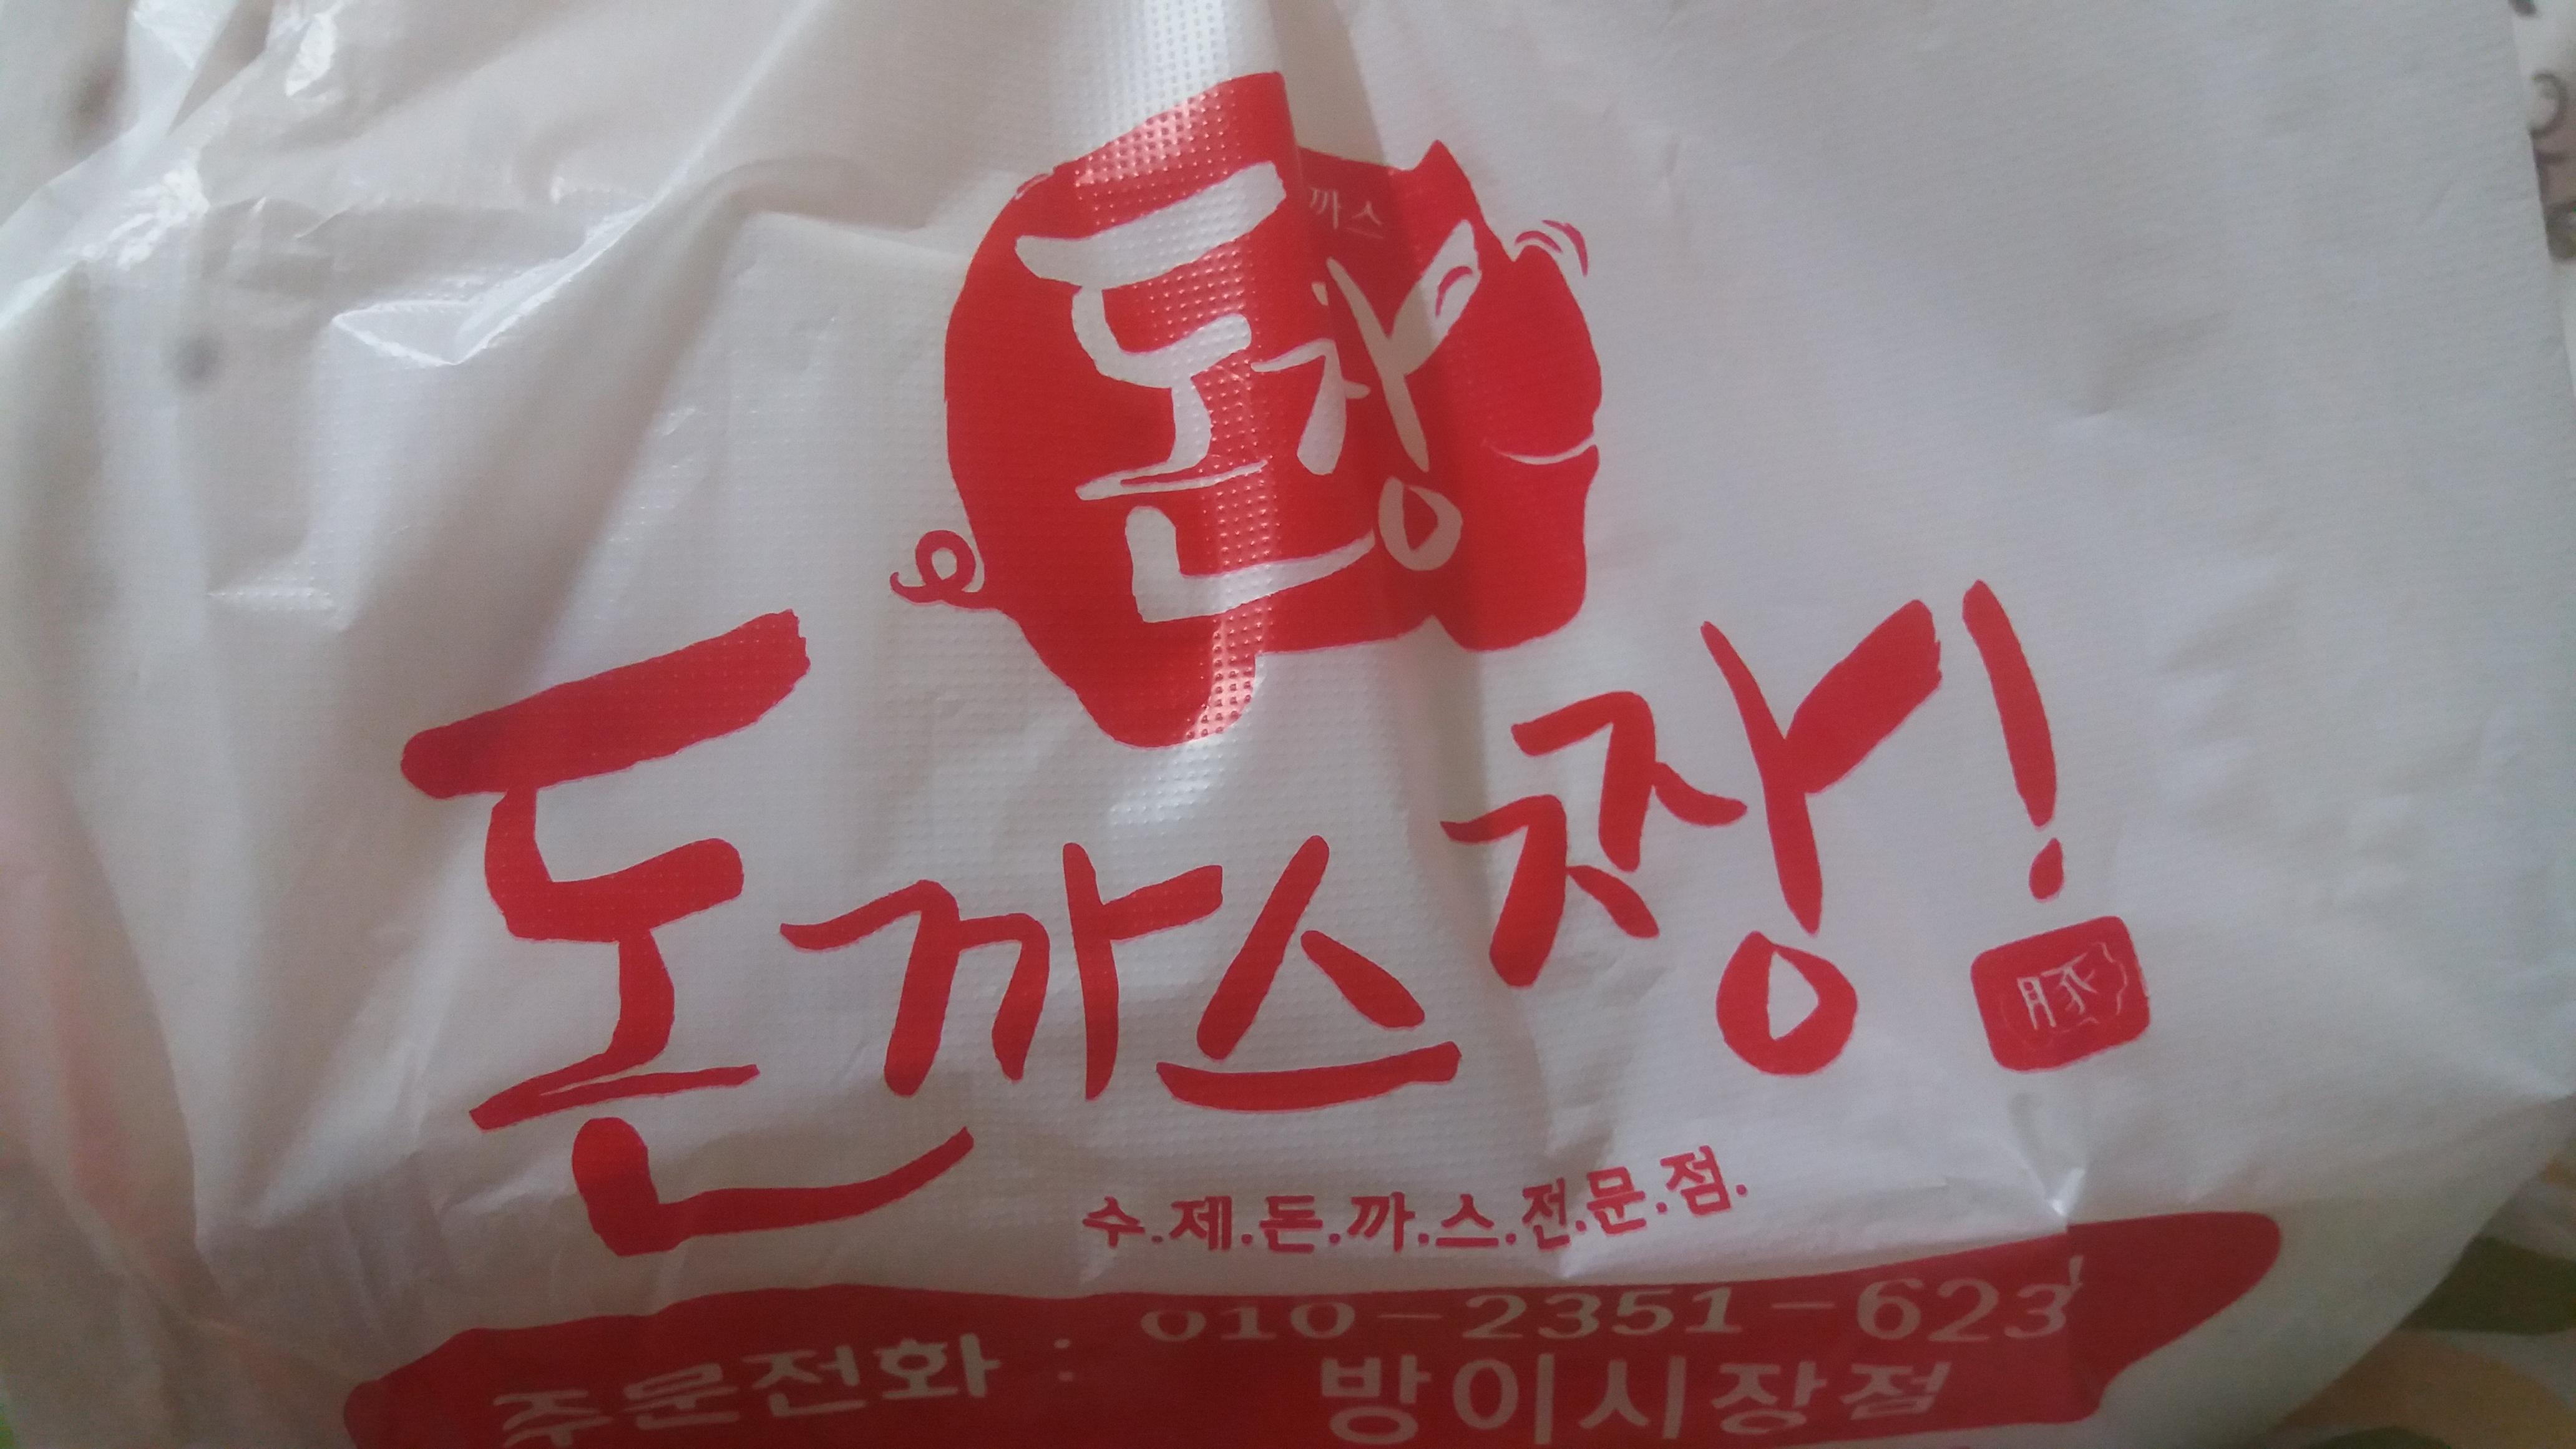 까스
돈짱
돈까스 짱!
豚
수.제.돈.까.스.전.문.점.
주문전화 : 010-2351-623
방이시장점